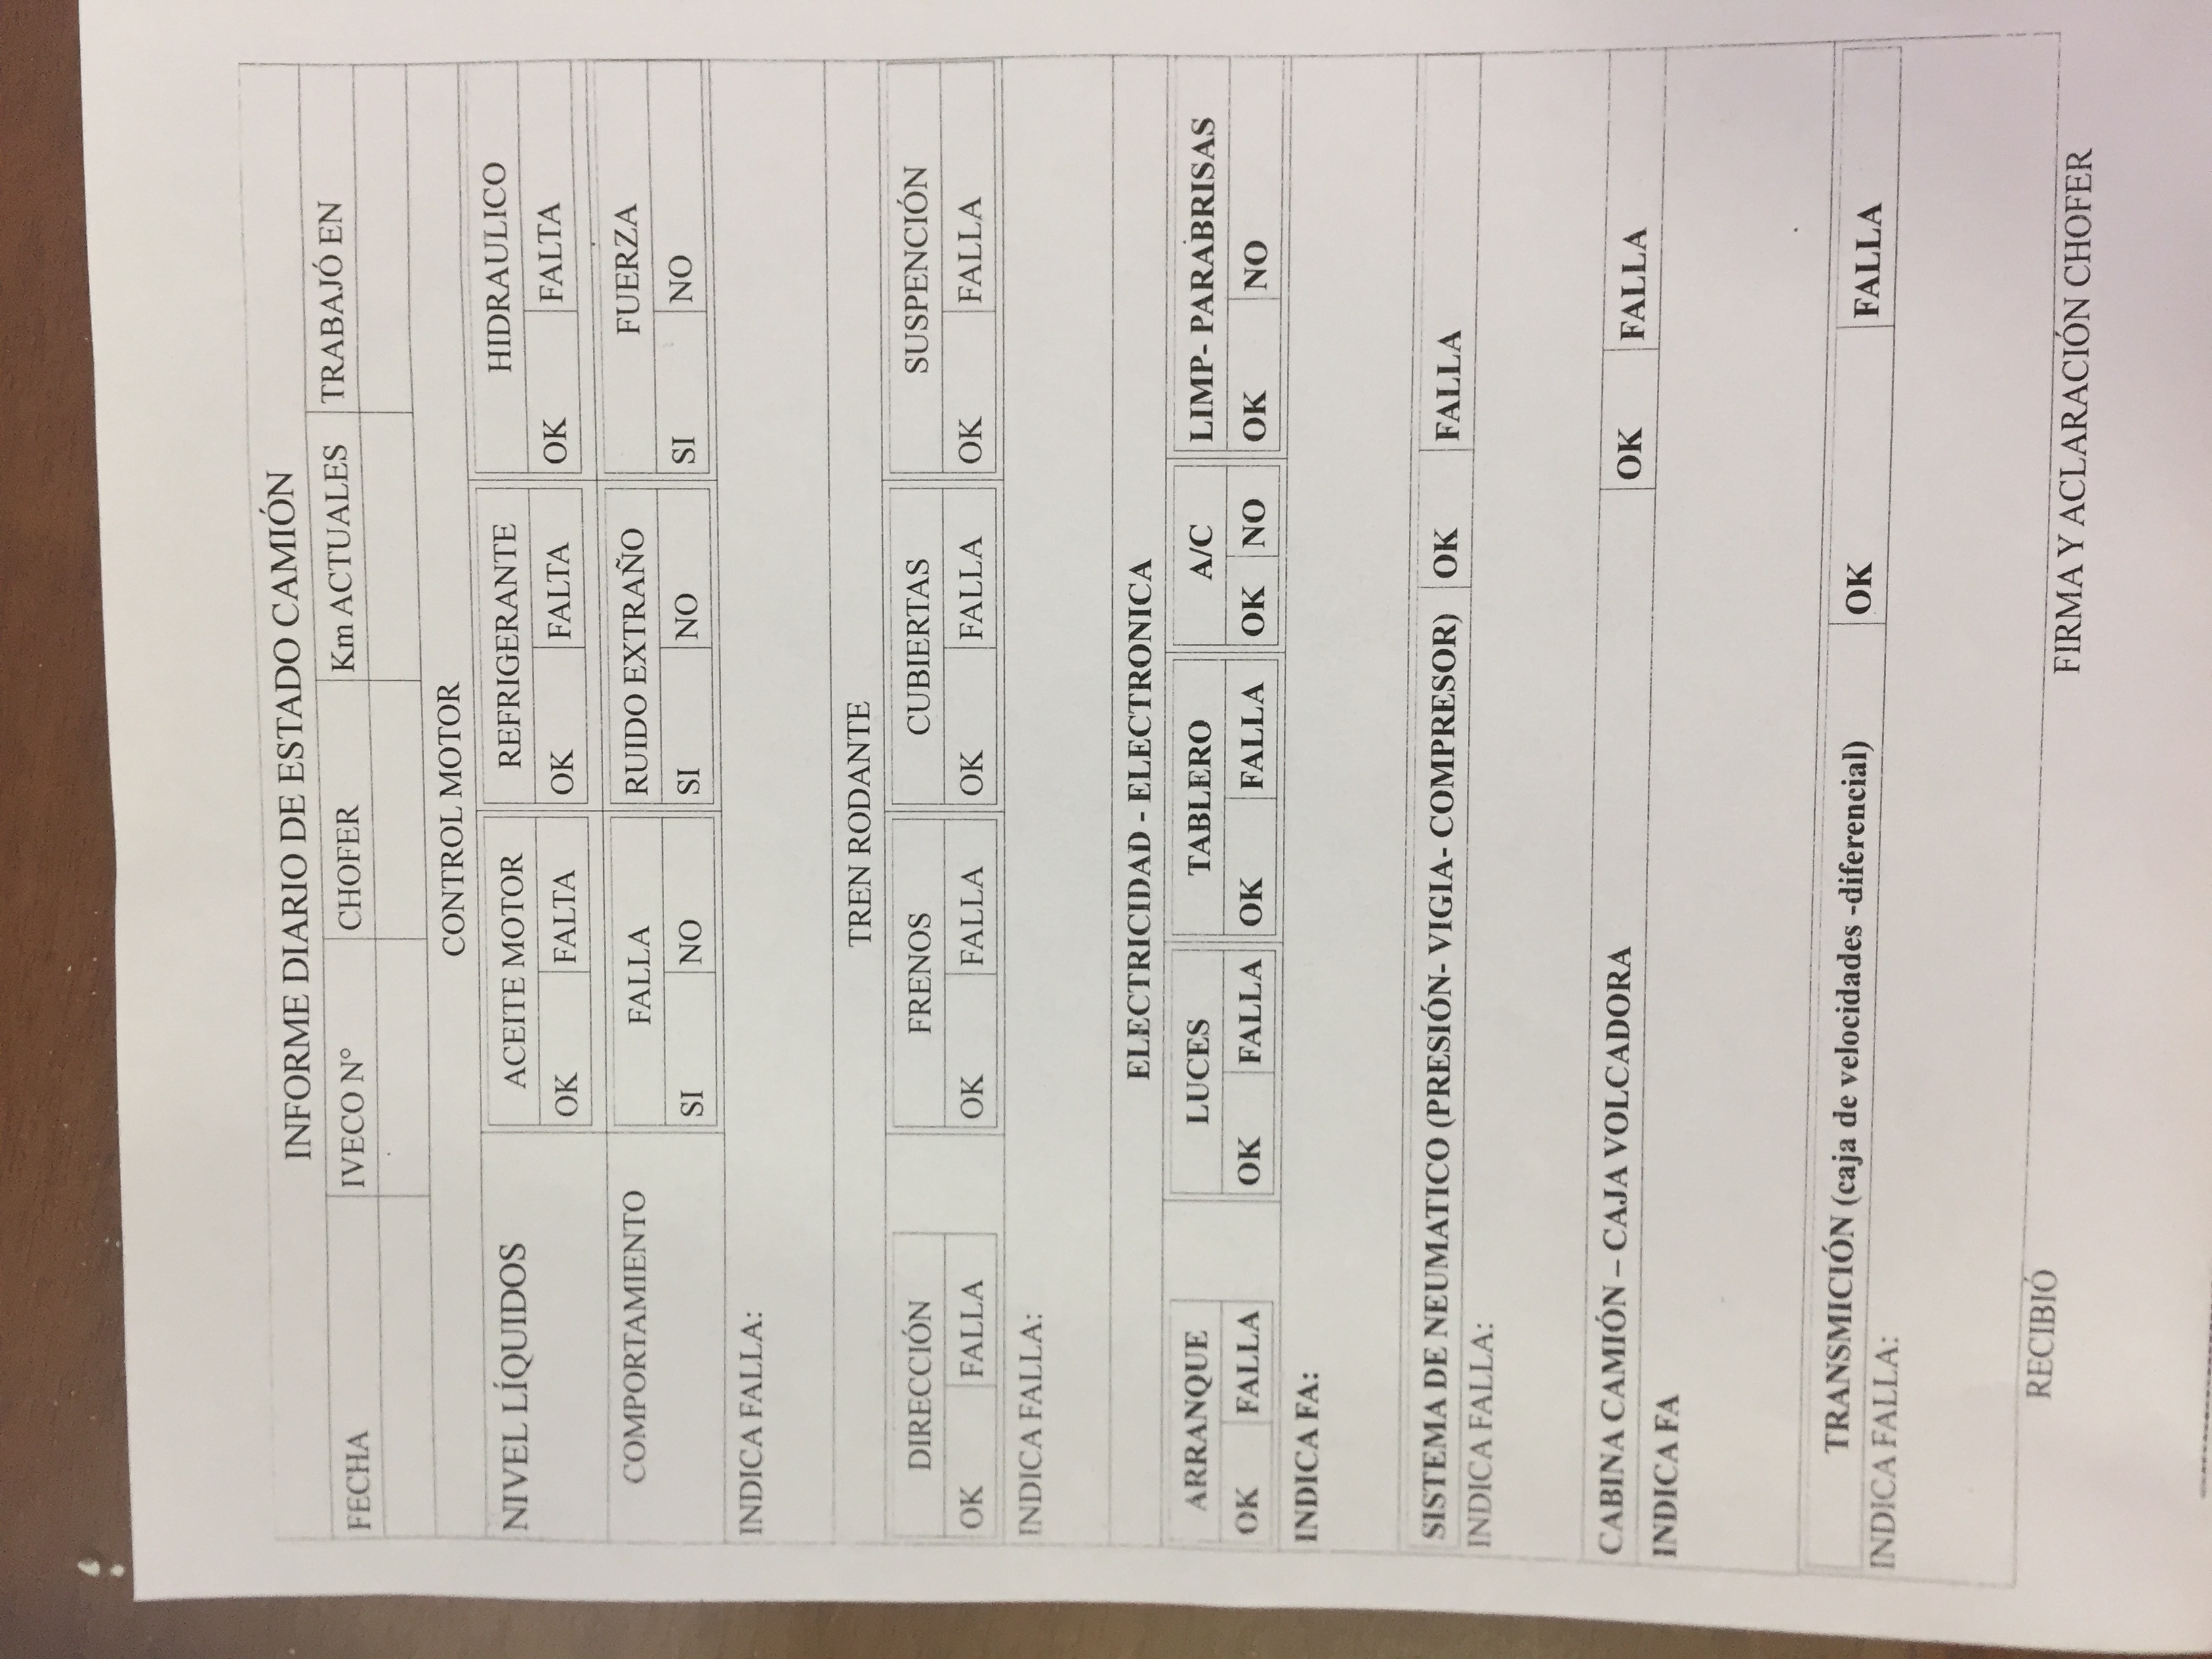 INFORME DIARIO DE ESTADO CAMIÓN
FECHA IVECO N° CHOFER Km ACTUALES TRABAJÓ EN
CONTROL MOTOR
NIVEL LÍQUIDOS ACEITE MOTOR REFRIGERANTE HIDRAULICO
OK FALTA OK FALTA OK FALTA
COMPORTAMIENTO FALLA RUIDO EXTRAÑO FUERZA
SI NO SI NO SI NO
INDICA FALLA:
TREN RODANTE
DIRECCIÓN FRENOS CUBIERTAS SUSPENCIÓN
OK FALLA OK FALLA OK FALLA OK FALLA
INDICA FALLA:
ELECTRICIDAD - ELECTRONICA
ARRANQUE LUCES TABLERO A/C LIMP- PARABRISAS
OK FALLA OK FALLA OK FALLA OK NO OK NO
INDICA FA:
SISTEMA DE NEUMATICO (PRESIÓN- VIGIA- COMPRESOR) OK FALLA
INDICA FALLA:
CABINA CAMIÓN – CAJA VOLCADORA OK FALLA
INDICA FA
TRANSMICIÓN (caja de velocidades -diferencial) OK FALLA
INDICA FALLA:
RECIBIÓ FIRMA Y ACLARACIÓN CHOFER